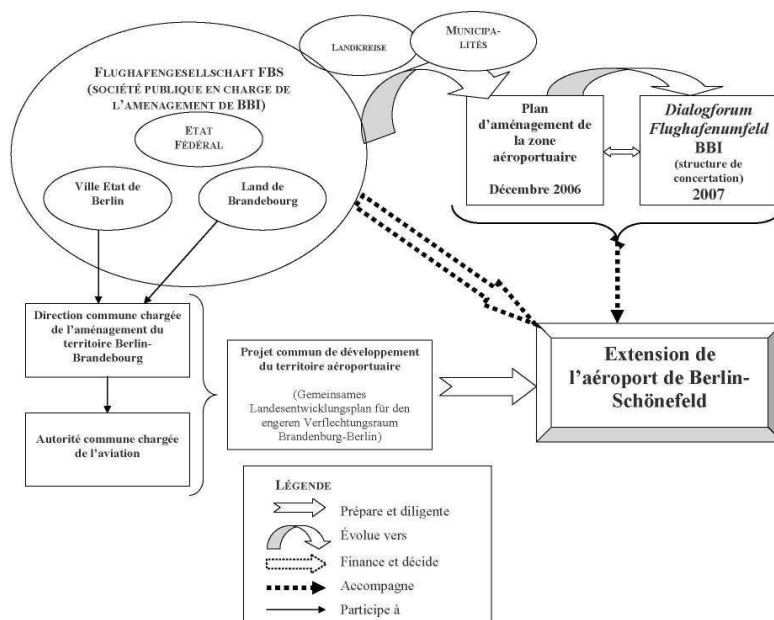 LANDKREISE
MUNICIPA-
LITÉS
FLUGHAFENGESELLSCHAFT FBS
(SOCIÉTÉ PUBLIQUE EN CHARGE DE
L'AMENAGEMENT DE BBI)
ETAT
FÉDÉRAL
Ville Etat de
Berlin
Land de
Brandebourg
Plan
d'aménagement de
la zone
aéroportuaire
Décembre 2006
Dialogforum
Flughafenumfeld
BBI
(structure de
concertation)
2007
Direction commune chargée
de l'aménagement du
territoire Berlin-
Brandebourg
Autorité commune chargée
de l'aviation
Projet commun de développement
du territoire aéroportuaire
(Gemeinsames
Landesentwicklungsplan für den
engeren Verflechtungsraum
Brandenburg-Berlin)
Extension de
l'aéroport de Berlin-
Schönefeld
LÉGENDE
Prépare et diligente
Évolue vers
Finance et décide
Accompagne
Participe à